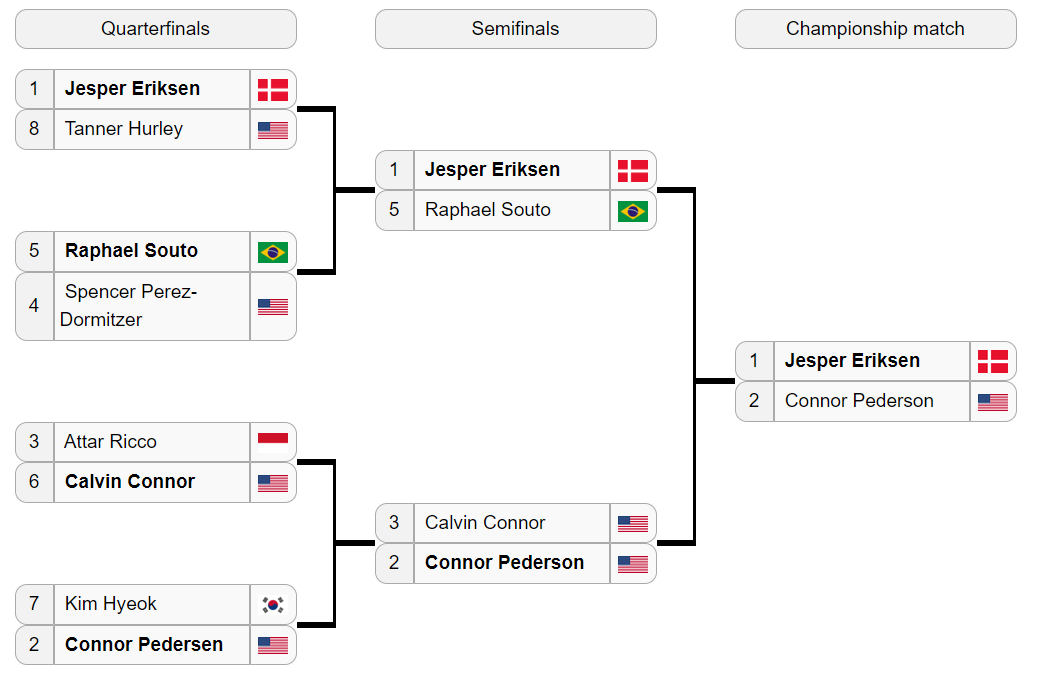 Quarterfinals
Semifinals
Championship match
1 Jesper Eriksen
8 Tanner Hurley
5 Raphael Souto
4 Spencer Perez-
Dormitzer
3 Attar Ricco
6 Calvin Connor
7 Kim Hyeok
2 Connor Pedersen
1 Jesper Eriksen
5 Raphael Souto
3 Calvin Connor
2 Connor Pederson
1 Jesper Eriksen
2 Connor Pederson